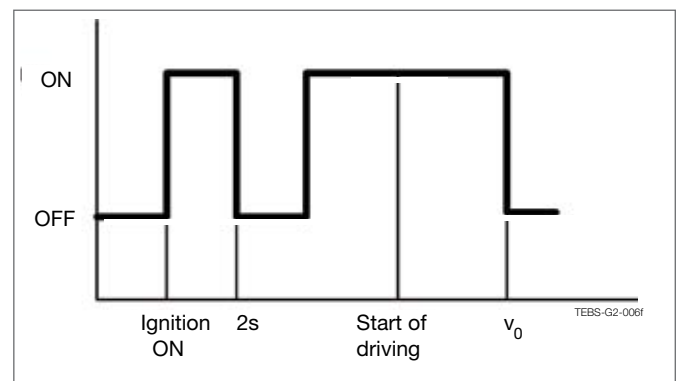 ON
OFF
TEBS-G2-006f
Ignition 2s Start of v0
ON driving